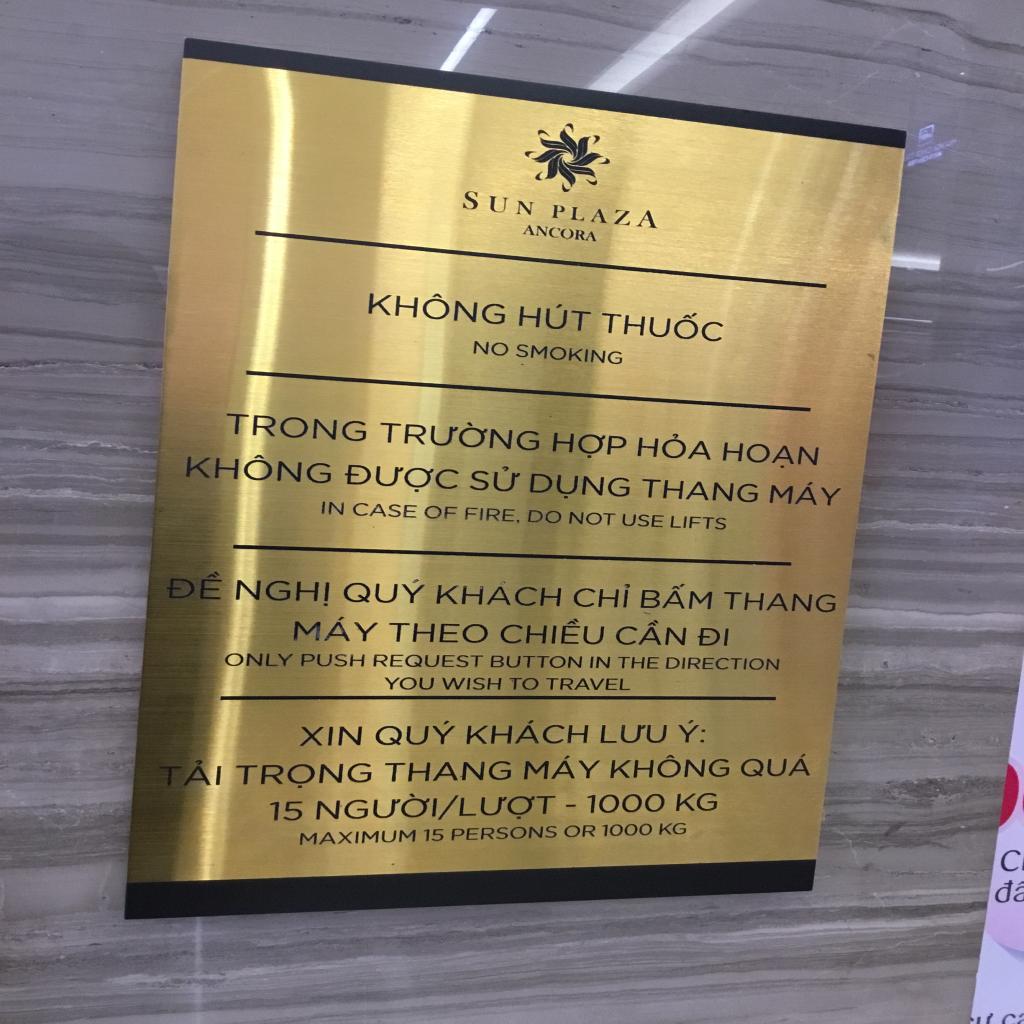 SUN PLAZA
ANCORA
KHÔNG HÚT THUỐC
NO SMOKING
TRONG TRƯỜNG HỢP HỎA HOẠN
KHÔNG ĐƯỢC SỬ DỤNG THANG MÁY
IN CASE OF FIRE, DO NOT USE LIFTS
ĐỀ NGHỊ QUÝ KHÁCH CHỈ BẤM THANG
MÁY THEO CHIỀU CẦN ĐI
ONLY PUSH REQUEST BUTTON IN THE DIRECTION
YOU WISH TO TRAVEL
XIN QUÝ KHÁCH LƯU Ý:
TẢI TRỌNG THANG MÁY KHÔNG QUÁ
15 NGƯỜI/LƯỢT - 1000 KG
MAXIMUM 15 PERSONS OR 1000 KG